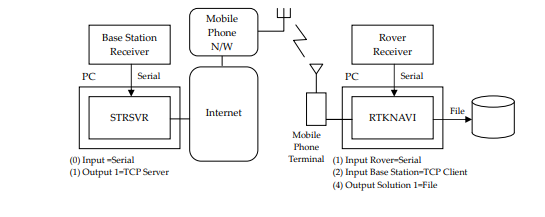 Base Station
Receiver
Mobile
Phone
N/W
Rover
Receiver
PC
Serial
PC
Serial
STRSVR
Internet
RTKNAVI
File
Mobile
Phone
Terminal
(0) Input =Serial
(1) Output 1=TCP Server
(1) Input Rover=Serial
(2) Input Base Station=TCP Client
(4) Output Solution 1=File